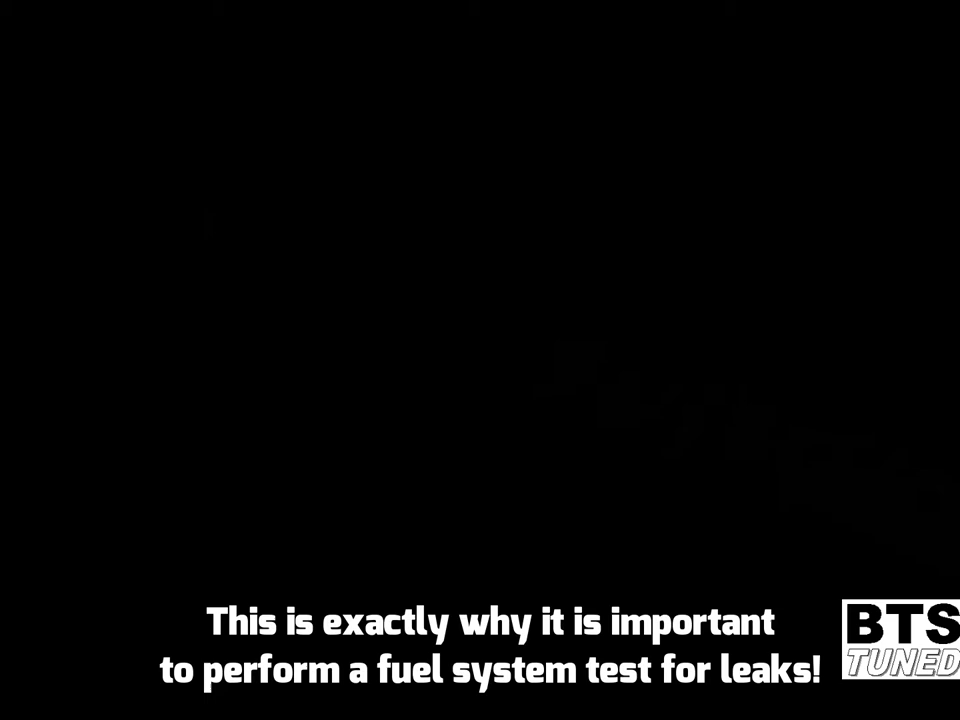 This is exactly why it is important
to perform a fuel system test for leaks!
BTS
TUNED